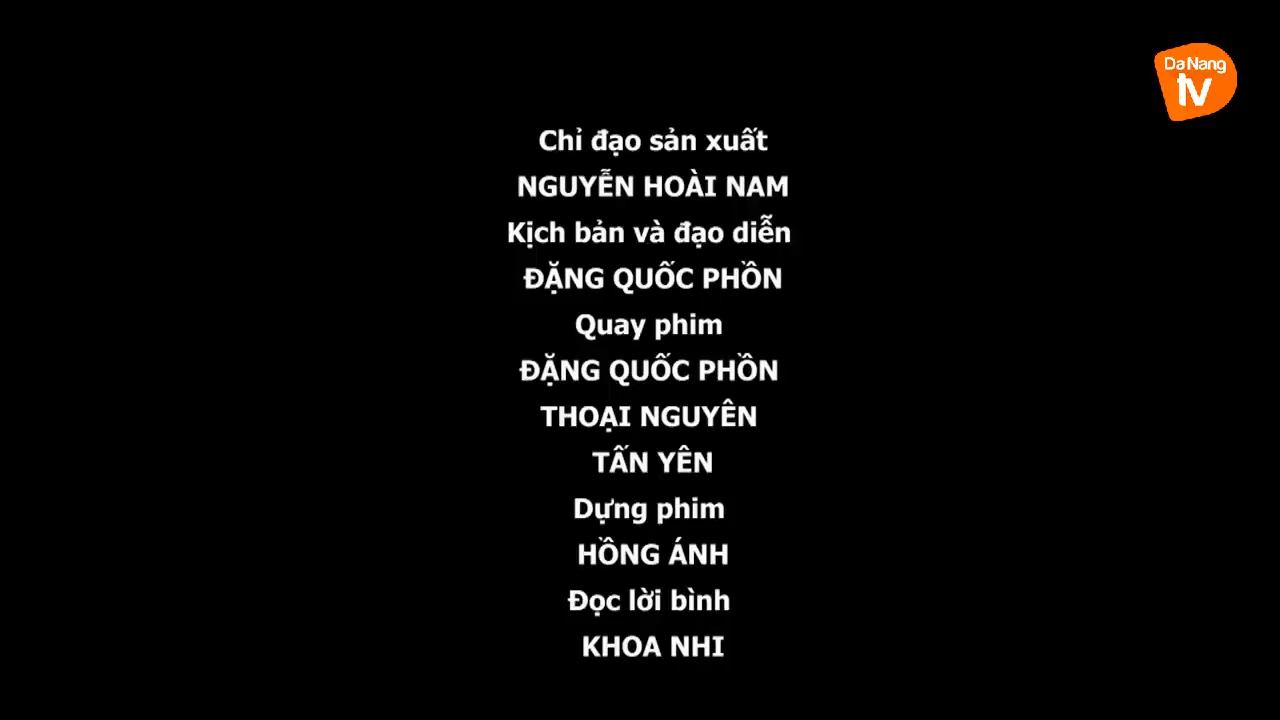 Da Nang
tv
Chỉ đạo sản xuất
NGUYỄN HOÀI NAM
Kịch bản và đạo diễn
ĐẶNG QUỐC PHỒN
Quay phim
ĐẶNG QUỐC PHỒN
THOẠI NGUYÊN
TẤN YÊN
Dựng phim
HỒNG ÁNH
Đọc lời bình
KHOA NHI